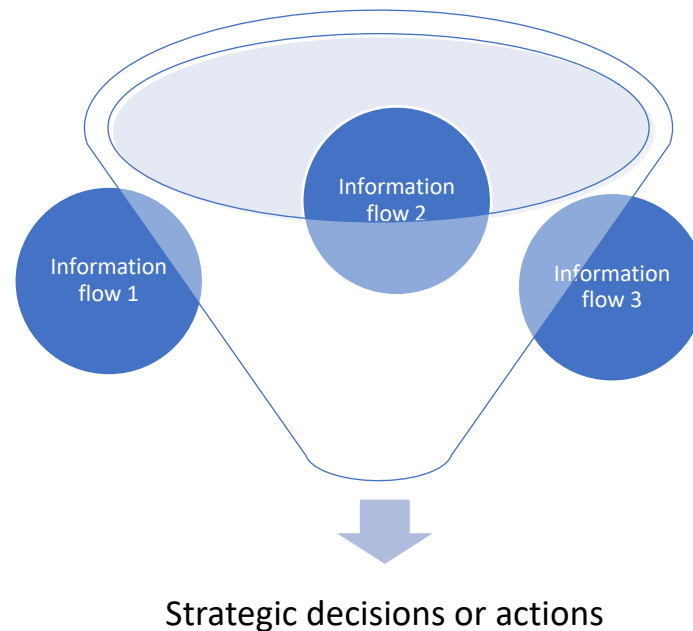 Information
flow 2
Information
flow 1
Information
flow 3
Strategic decisions or actions